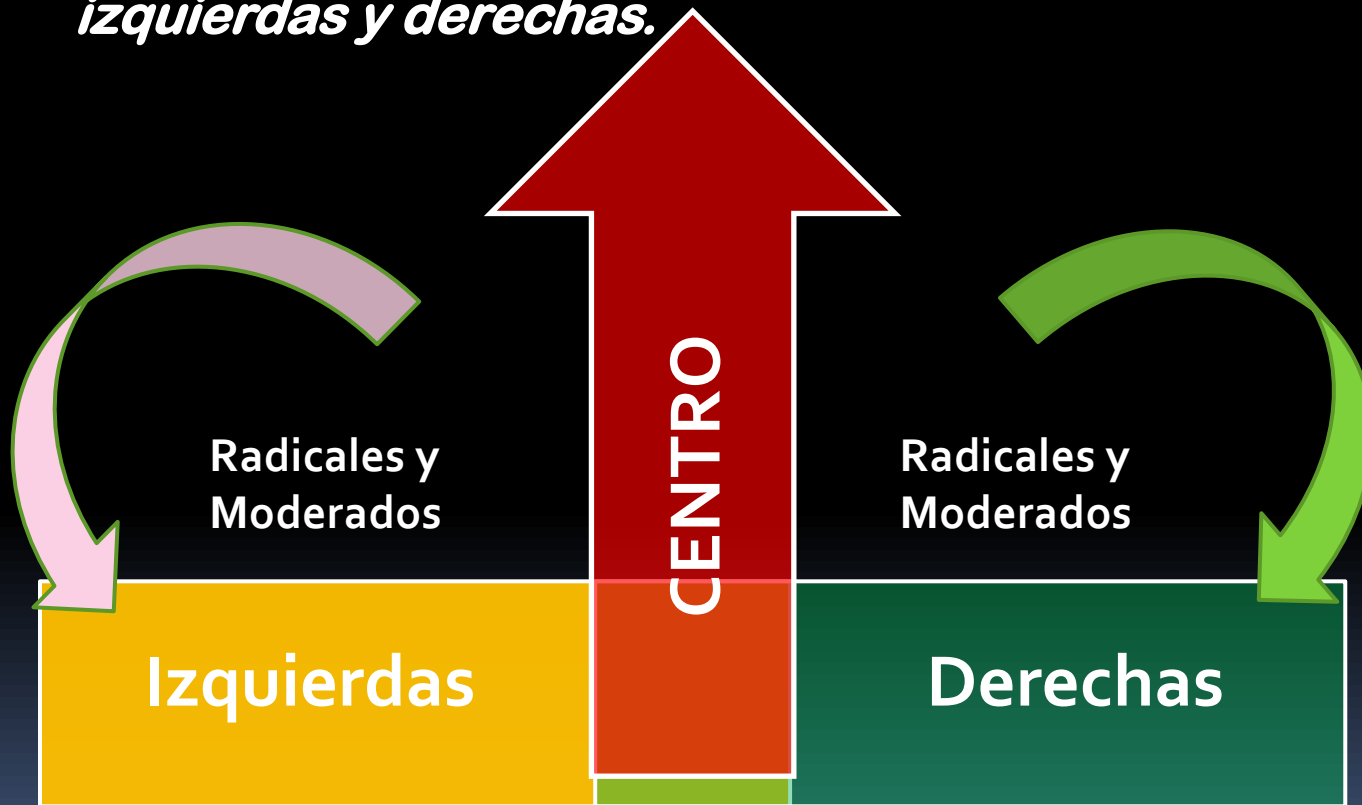 izquierdas y derechas.
CENTRO
Radicales y
Moderados
Radicales y
Moderados
Izquierdas
Derechas